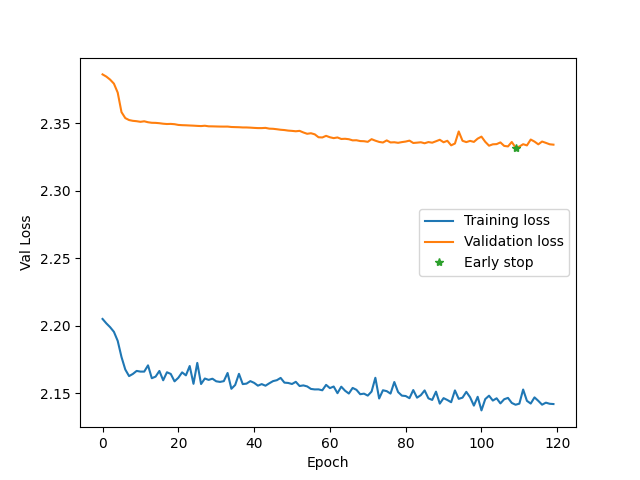 2.35
2.30
2.25
2.20
2.15
Val Loss
Training loss
Validation loss
Early stop
0 20 40 60 80 100 120
Epoch